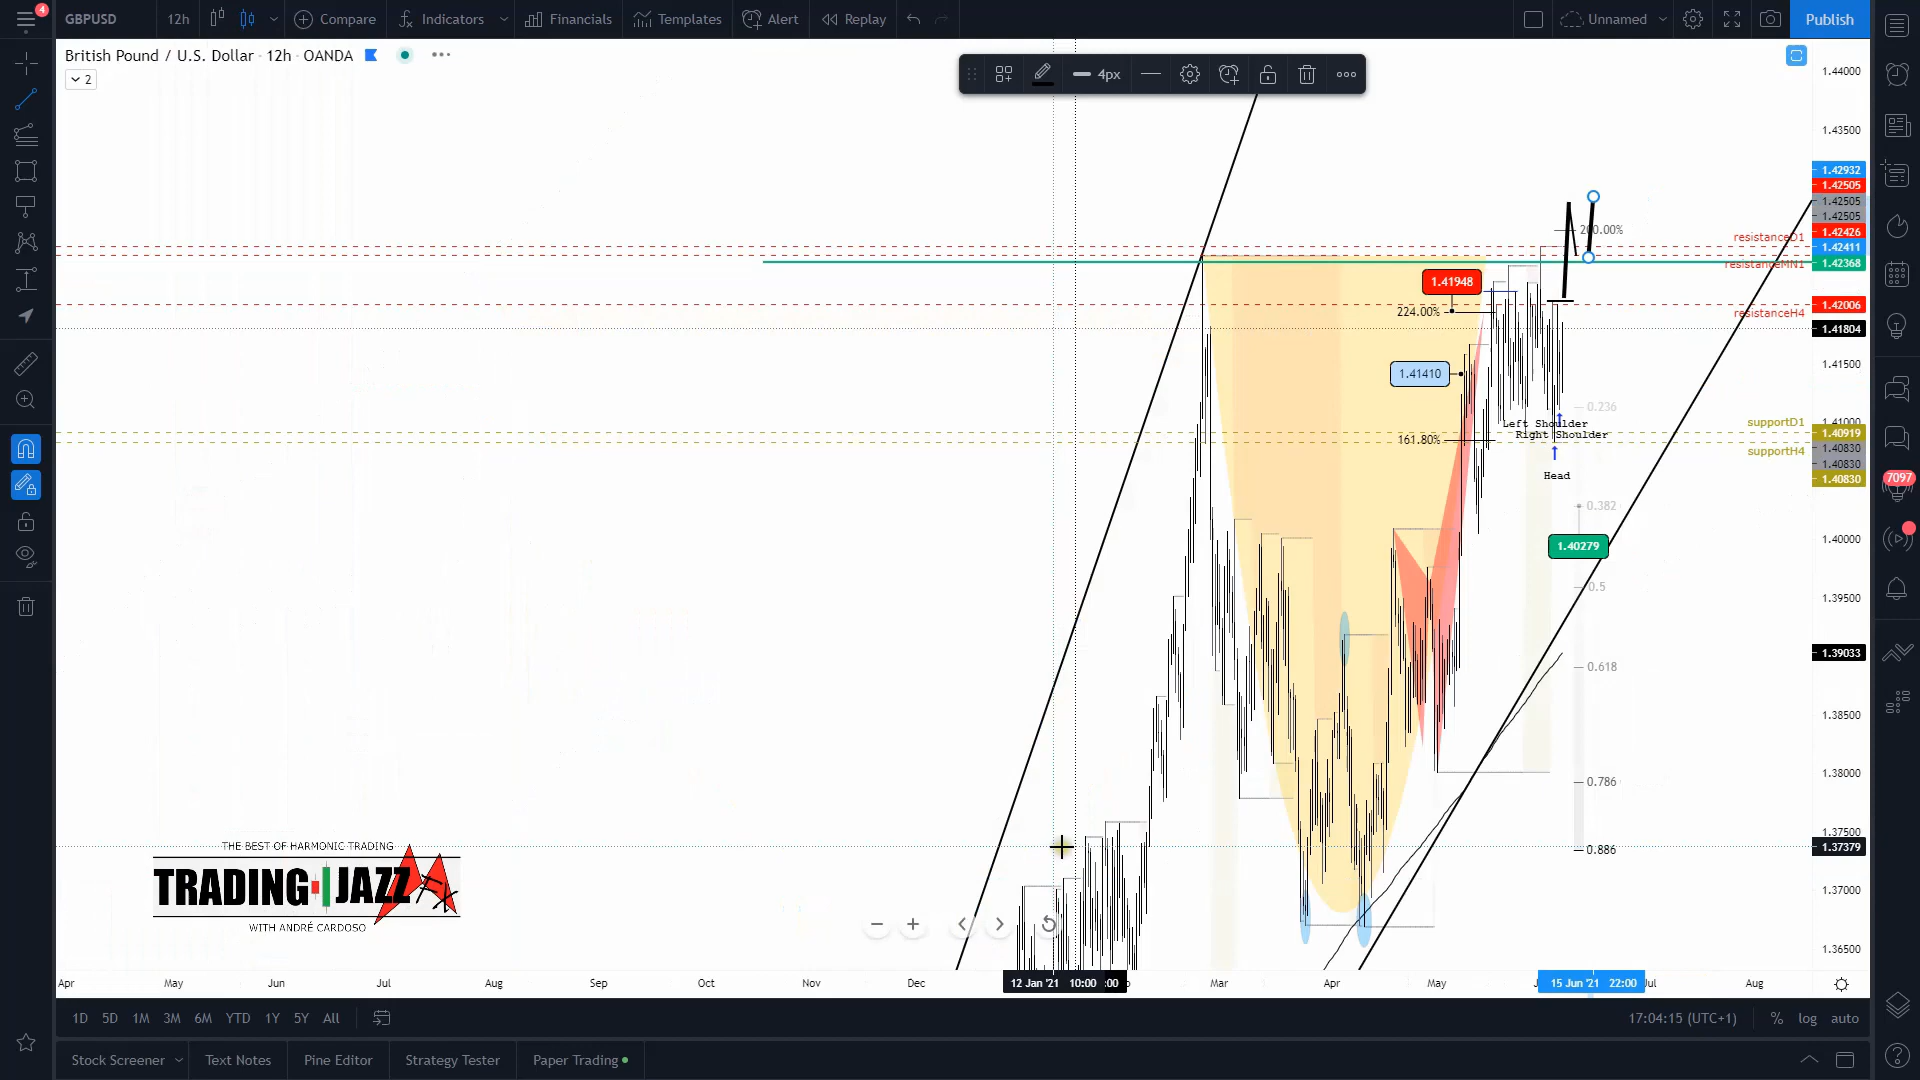 4
GBPUSD
12h
Compare
Indicators
Financials
Templates
Alert
Replay
Unnamed
Publish
British Pound / U.S. Dollar · 12h · OANDA
2
4px
1.44000
1.43500
1.42932
1.42505
1.42505
1.42505
200.00%
1.42426
resistanceD1
1.42411
resistanceMN1
1.42368
1.41948
224.00%
1.42006
resistanceH4
1.41804
1.41500
1.41410
0.236
1.41000
supportD1
Left Shoulder
Right Shoulder
1.40919
161.80%
1.40830
supportH4
1.40830
Head
1.40830
7097
0.382
1.40279
1.40000
0.5
1.39500
1.39033
0.618
1.38500
1.38000
0.786
1.37500
1.37379
0.886
1.37000
1.36500
THE BEST OF HARMONIC TRADING
TRADING JAZZ Fx
WITH ANDRÉ CARDOSO
Apr
May
Jun
Jul
Aug
Sep
Oct
Nov
Dec
12 Jan '21 10:00
:00
Mar
Apr
May
15 Jun '21 22:00
Jul
Aug
1D
5D
1M
3M
6M
YTD
1Y
5Y
All
17:04:15 (UTC+1)
%
log
auto
Stock Screener
Text Notes
Pine Editor
Strategy Tester
Paper Trading